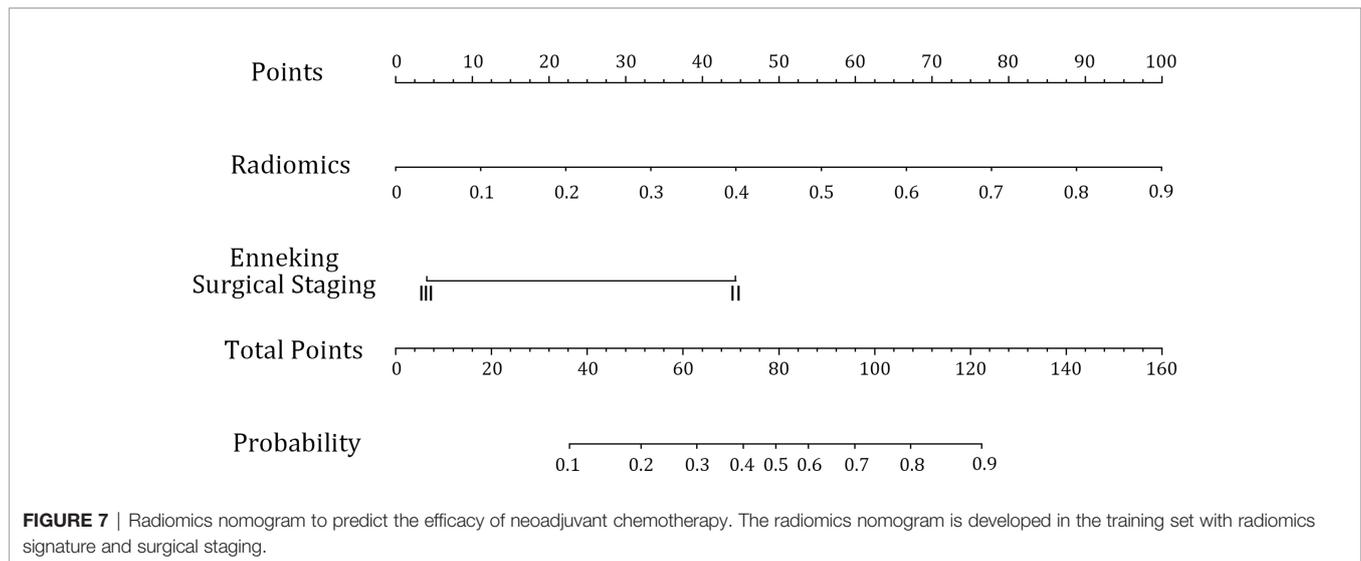 0 10 20 30 40 50 60 70 80 90 100
Points
Radiomics
0 0.1 0.2 0.3 0.4 0.5 0.6 0.7 0.8 0.9
Enneking
Surgical Staging
III II
Total Points
0 20 40 60 80 100 120 140 160
Probability
0.1 0.2 0.3 0.4 0.5 0.6 0.7 0.8 0.9
FIGURE 7 | Radiomics nomogram to predict the efficacy of neoadjuvant chemotherapy. The radiomics nomogram is developed in the training set with radiomics
signature and surgical staging.